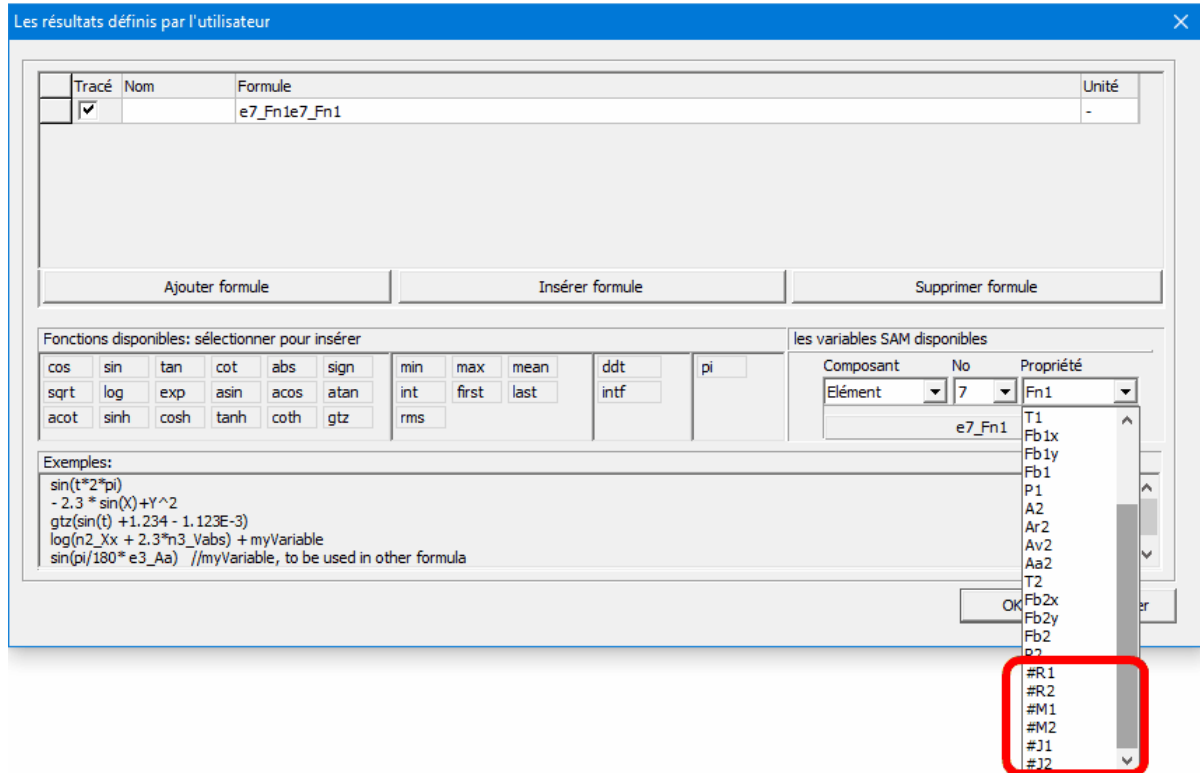 Les résultats définis par l'utilisateur
Tracé Nom Formule Unité
e7_Fn1e7_Fn1 -
Ajouter formule Insérer formule Supprimer formule
Fonctions disponibles: sélectionner pour insérer les variables SAM disponibles
cos sin tan cot abs sign min max mean ddt pi Composant No Propriété
sqrt log exp asin acos atan int first last intf Elément 7 Fn1
acot sinh cosh tanh coth gtz rms e7_Fn1
T1
Fb1x
Fb1y
Fb1
P1
A2
Ar2
Av2
Aa2
T2
Fb2x
Fb2y
Fb2
P2
#R1
#R2
#M1
#M2
#J1
#J2
Exemples:
sin(t*2*pi)
- 2.3 * sin(X)+Y^2
gtz(sin(t) +1.234 - 1.123E-3)
log(n2_Xx + 2.3*n3_Vabs) + myVariable
sin(pi/180* e3_Aa) //myVariable, to be used in other formula
OK